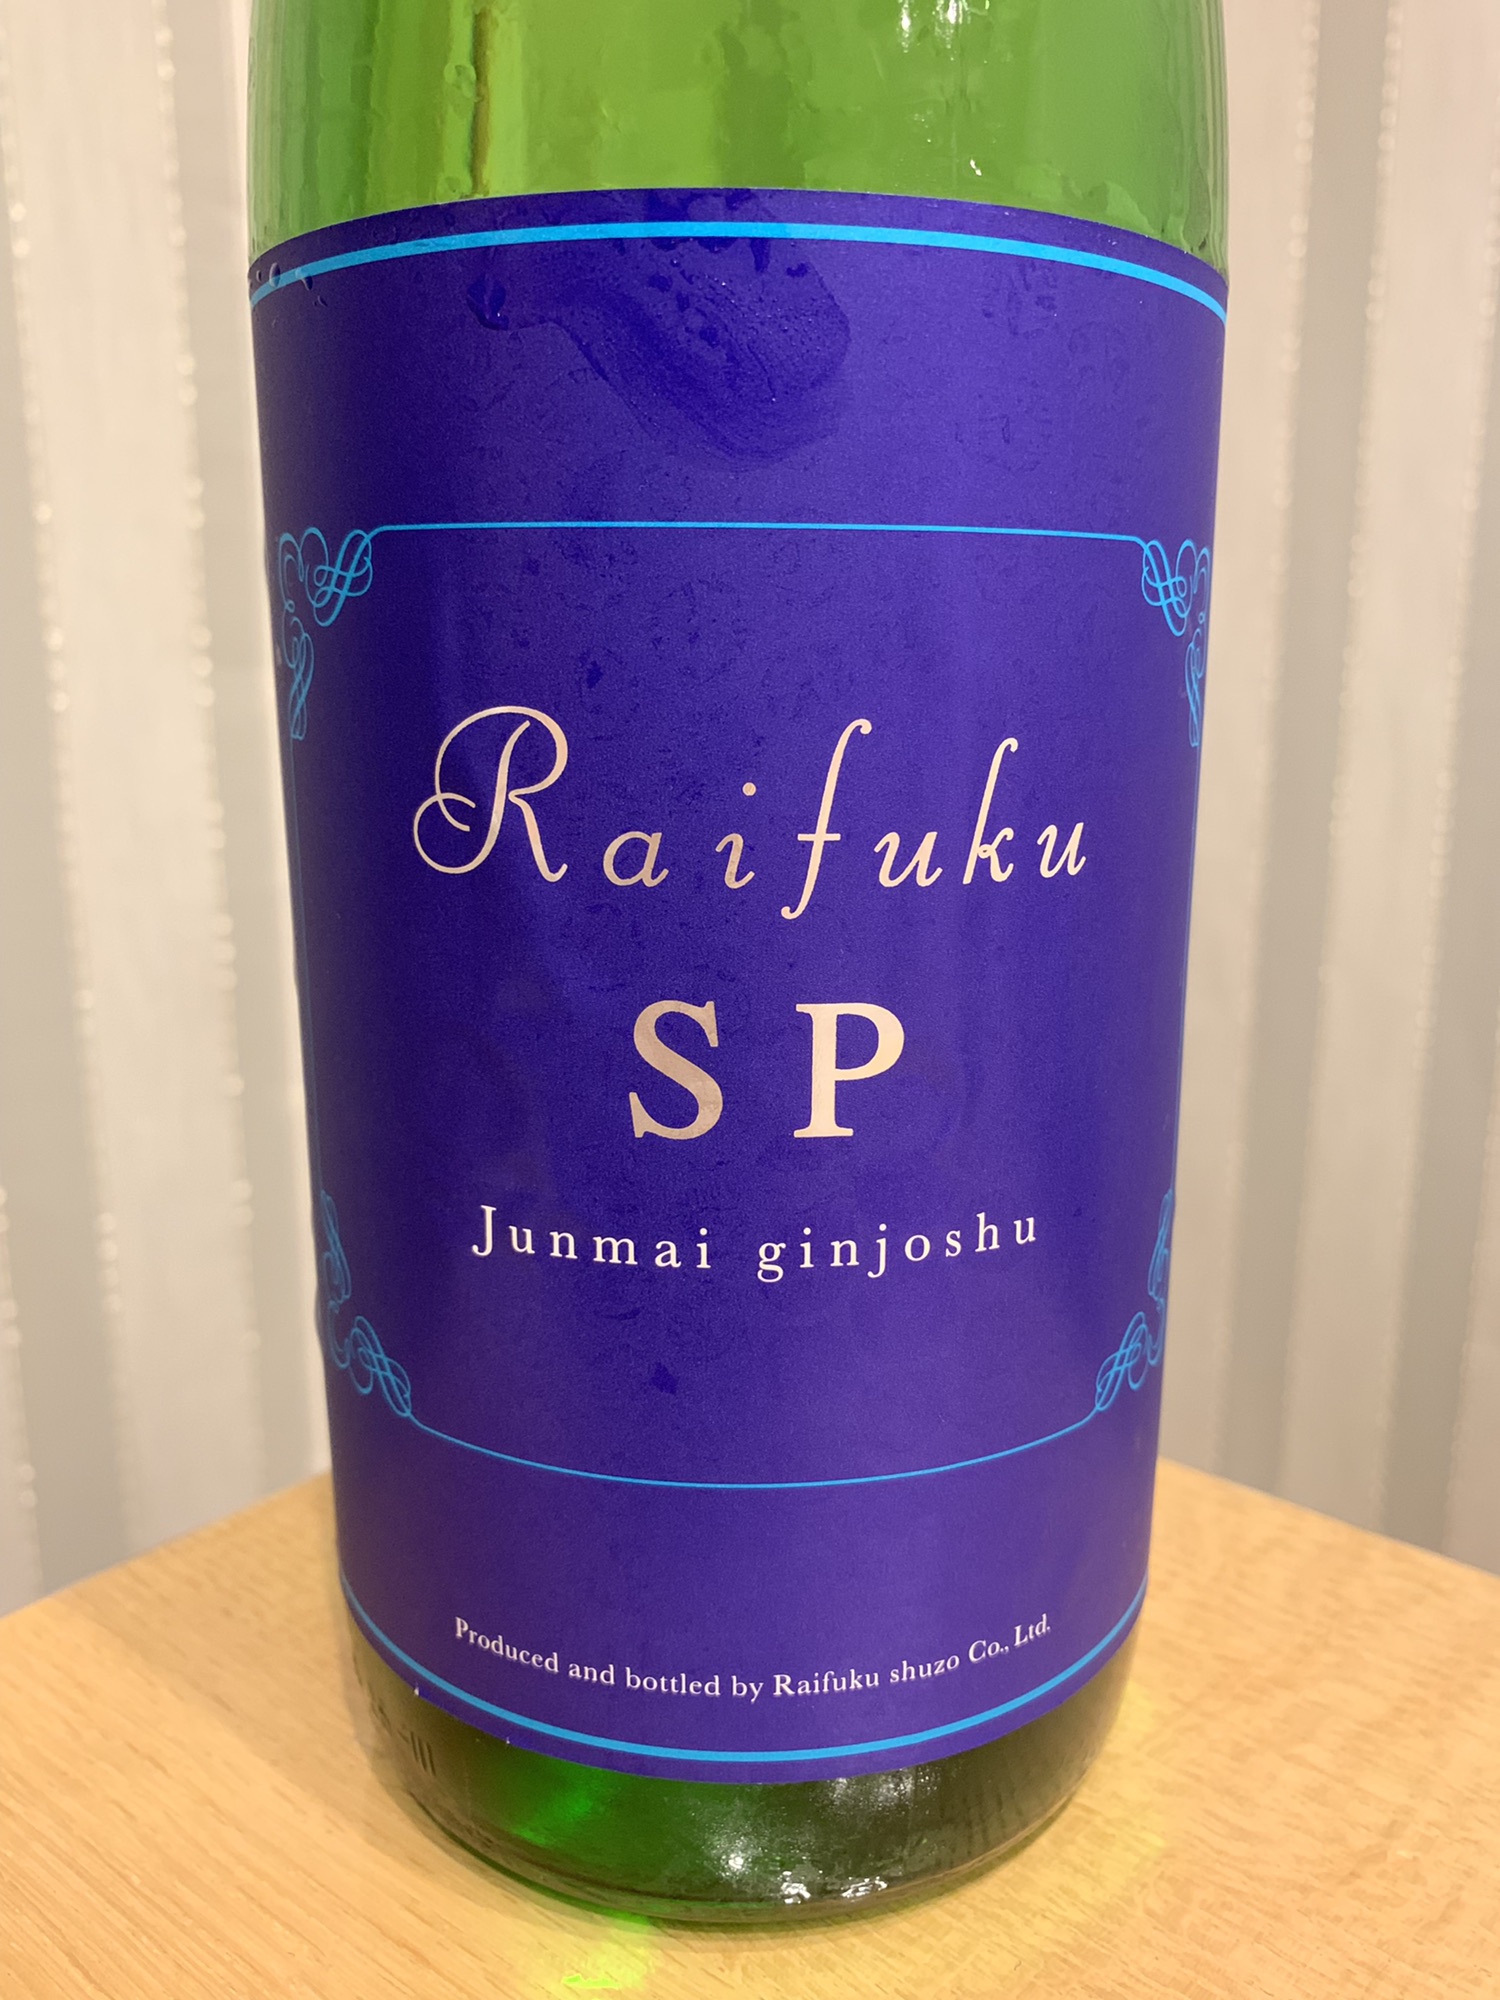 Raifuku
SP
Junmai ginjoshu
Produced and bottled by Raifuku shuzo Co., Ltd.